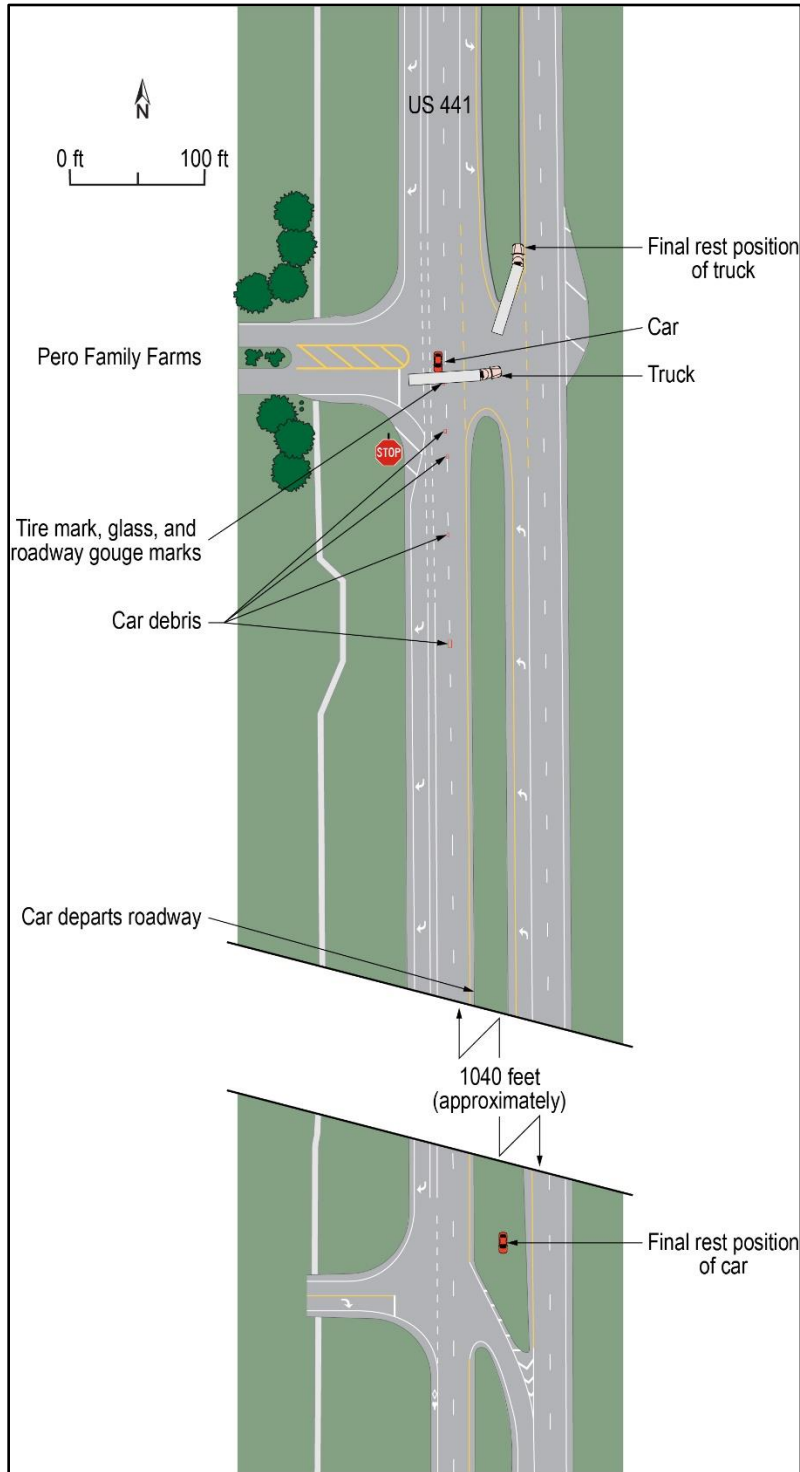 US 441
N
0 ft
100 ft
Final rest position
of truck
Car
Pero Family Farms
Truck
STOP
Tire mark, glass, and
roadway gouge marks
Car debris
Car departs roadway
1040 feet
(approximately)
Final rest position
of car